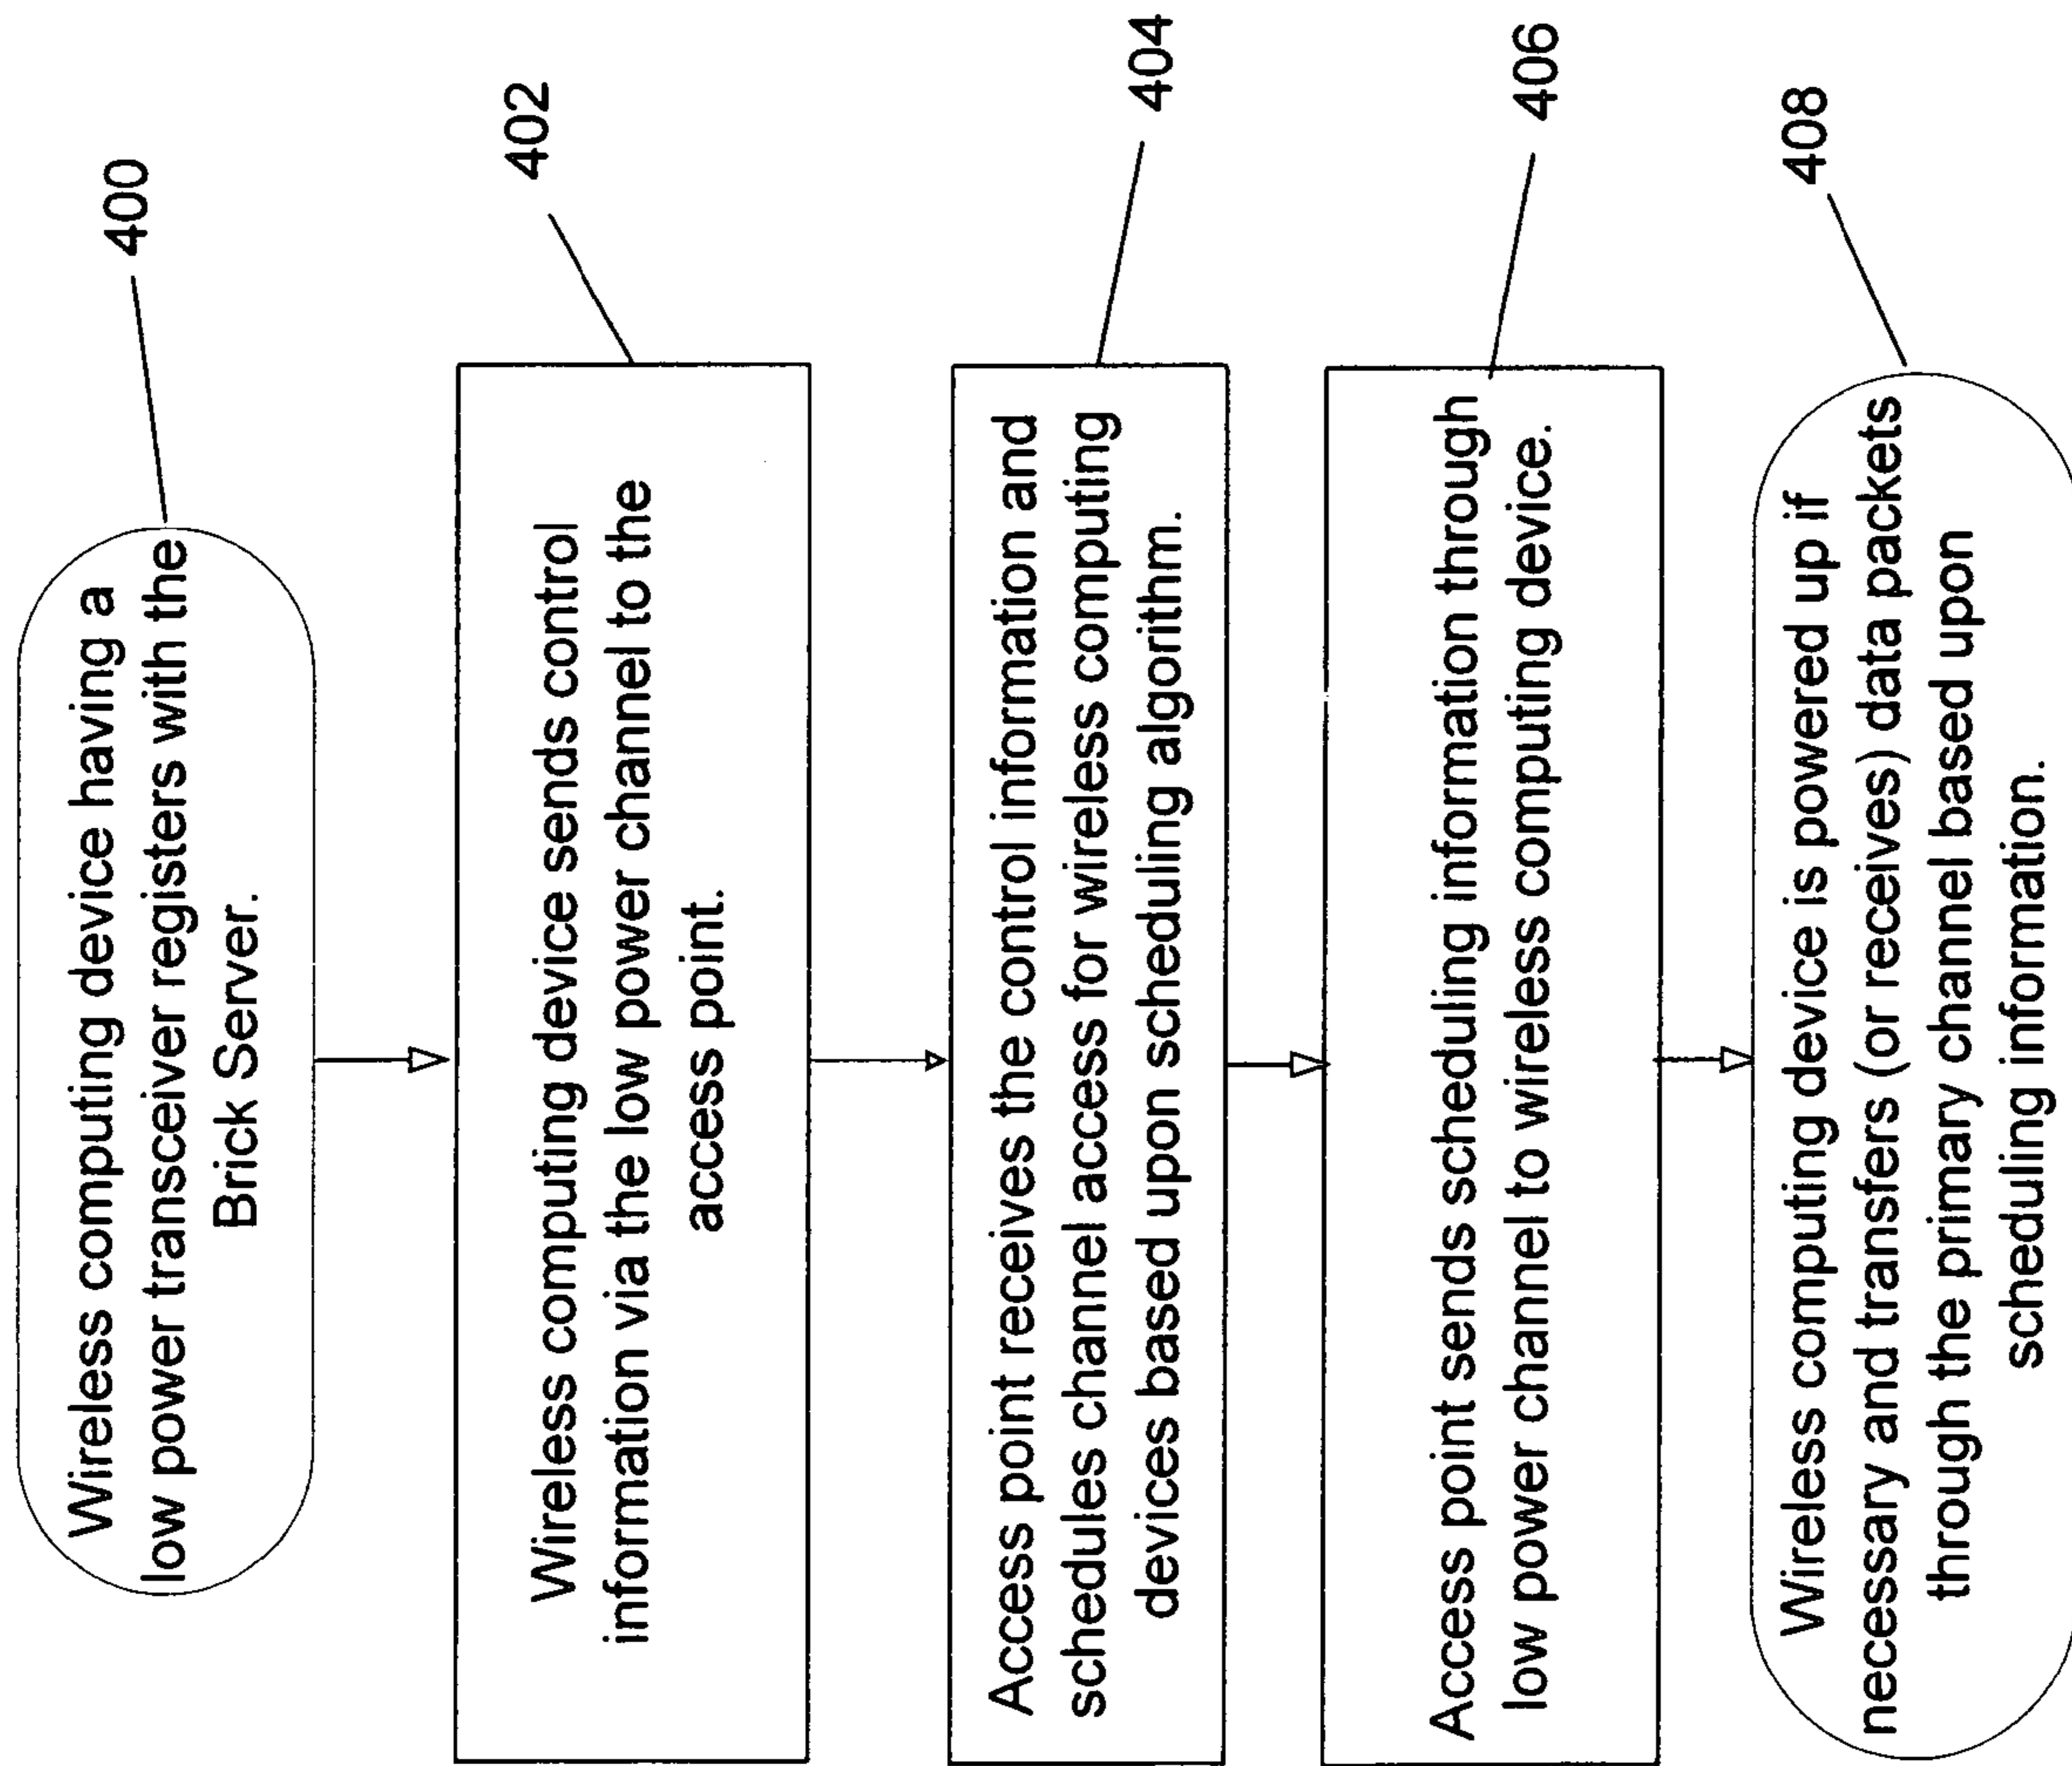 400
Wireless computing device having a
low power transceiver registers with the
Brick Server.
402
Wireless computing device sends control
information via the low power channel to the
access point.
404
Access point receives the control information and
schedules channel access for wireless computing
devices based upon scheduling algorithm.
406
Access point sends scheduling information through
low power channel to wireless computing device.
408
Wireless computing device is powered up if
necessary and transfers (or receives) data packets
through the primary channel based upon
scheduling information.